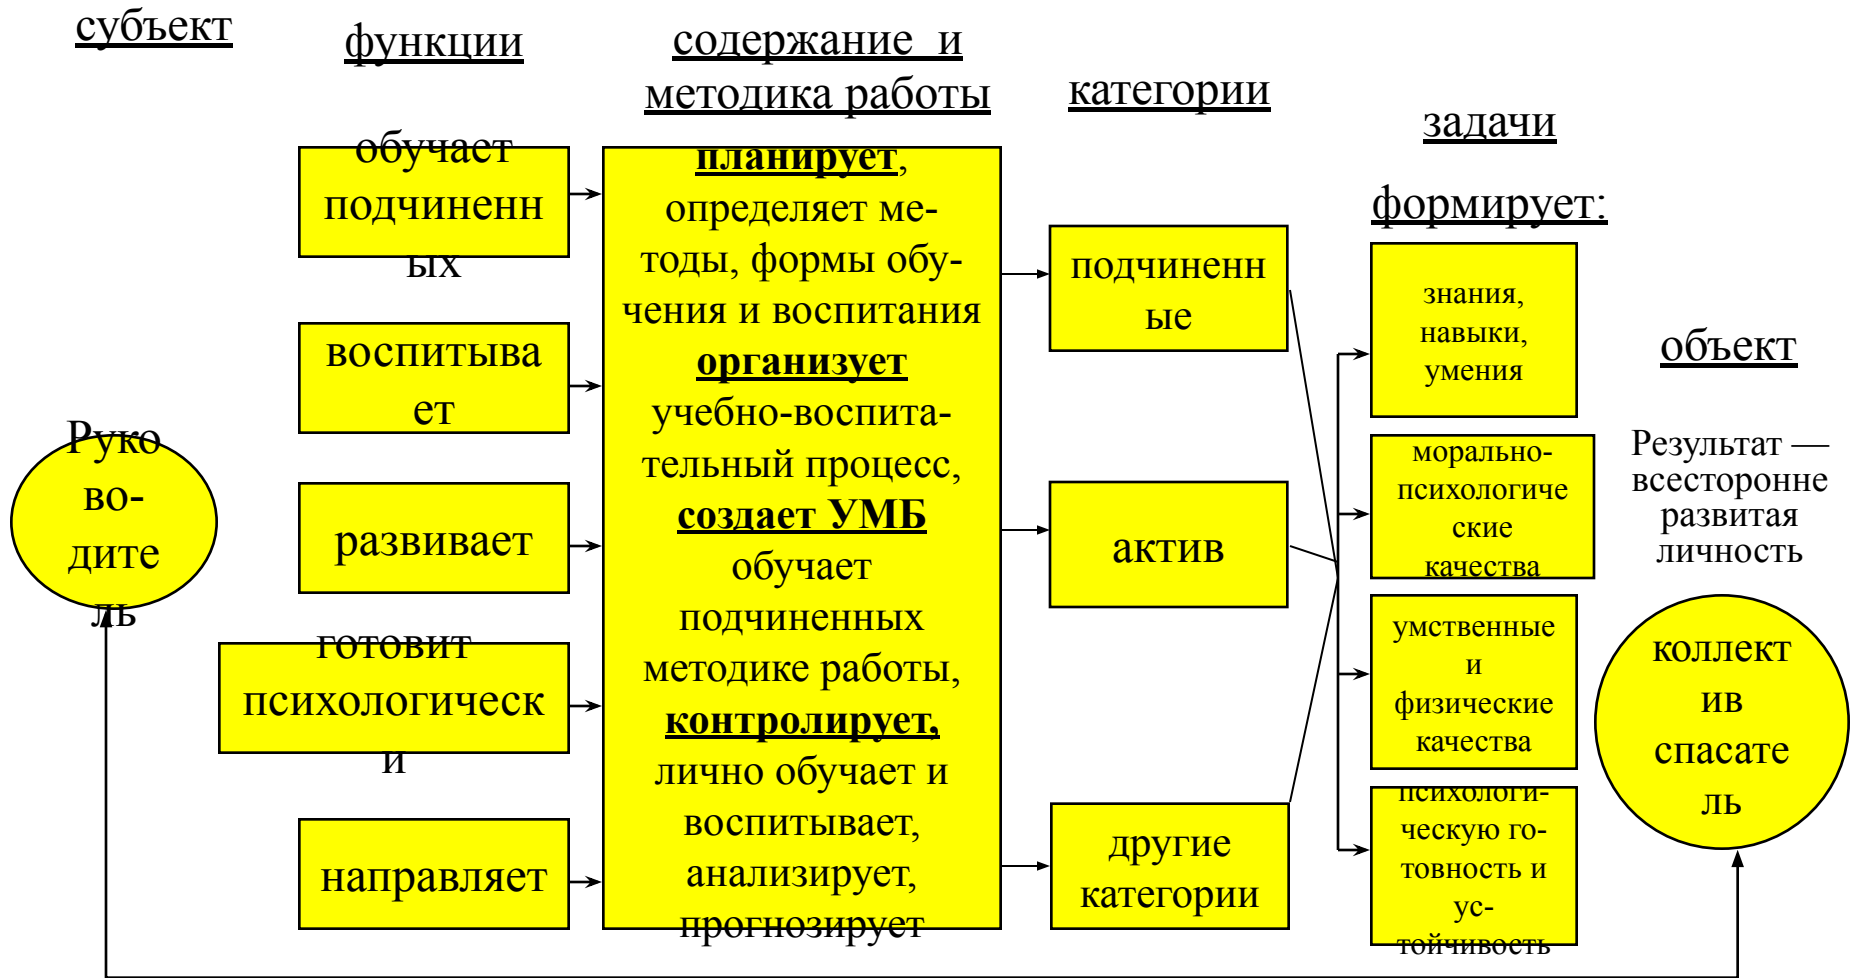 субъект
функции
содержание и
методика работы
категории
задачи
формирует:
объект
Руко
во-
дите
ль
обучает
подчиненн
ых
воспитыва
ет
развивает
готовит
психологическ
и
направляет
планирует,
определяет ме-
тоды, формы обу-
чения и воспитания
организует
учебно-воспита-
тельный процесс,
создает УМБ
обучает
подчиненных
методике работы,
контролирует,
лично обучает и
воспитывает,
анализирует,
прогнозирует
подчиненн
ые
актив
другие
категории
знания,
навыки,
умения
морально-
психологиче
ские
качества
умственные
и
физические
качества
психологи-
ческую го-
товность и
ус-
тойчивость
Результат —
всесторонне
развитая
личность
коллект
ив
спасате
ль